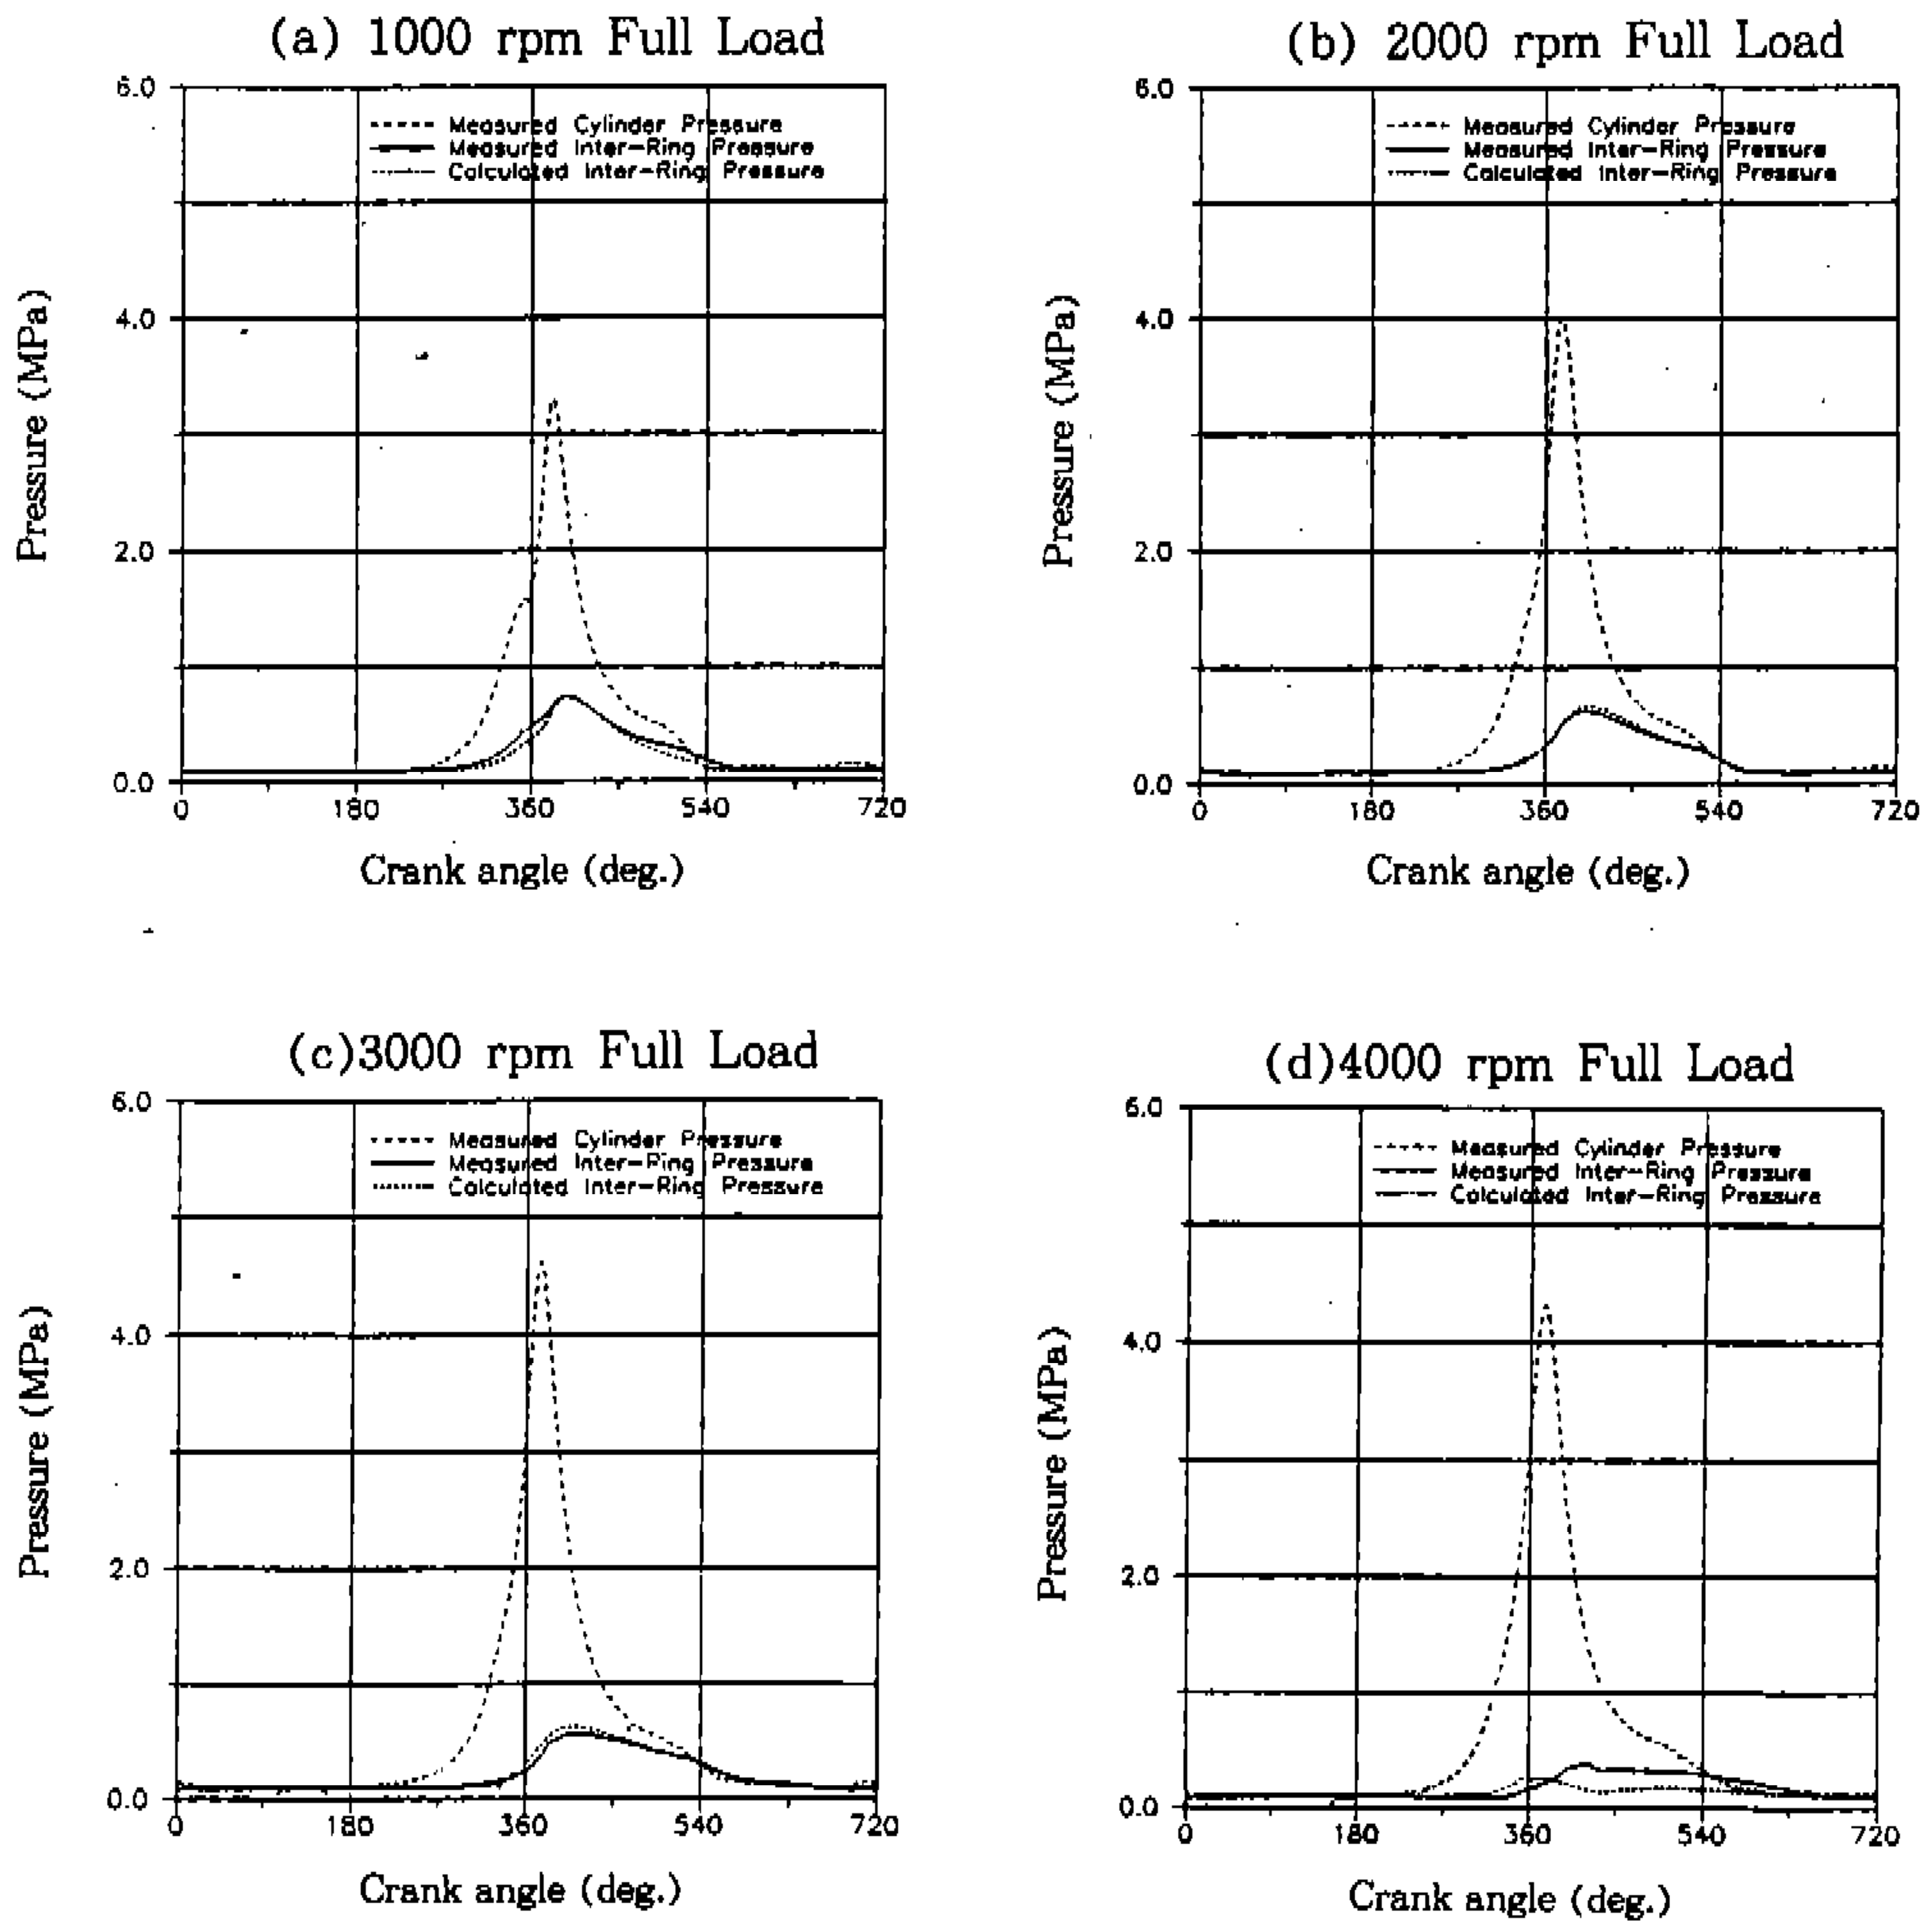 (a) 1000 rpm Full Load
6.0
Measured Cylinder Pressure
Measured Inter-Ring Pressure
Calculated Inter-Ring Pressure
4.0
2.0
0.0
0 180 360 540 720
Pressure (MPa)
Crank angle (deg.)
(b) 2000 rpm Full Load
6.0
Measured Cylinder Pressure
Measured Inter-Ring Pressure
Calculated Inter-Ring Pressure
4.0
2.0
0.0
0 180 360 540 720
Pressure (MPa)
Crank angle (deg.)
(c)3000 rpm Full Load
6.0
Measured Cylinder Pressure
Measured Inter-Ring Pressure
Calculated Inter-Ring Pressure
4.0
2.0
0.0
0 180 360 540 720
Pressure (MPa)
Crank angle (deg.)
(d)4000 rpm Full Load
6.0
Measured Cylinder Pressure
Measured Inter-Ring Pressure
Calculated Inter-Ring Pressure
4.0
2.0
0.0
0 180 360 540 720
Pressure (MPa)
Crank angle (deg.)